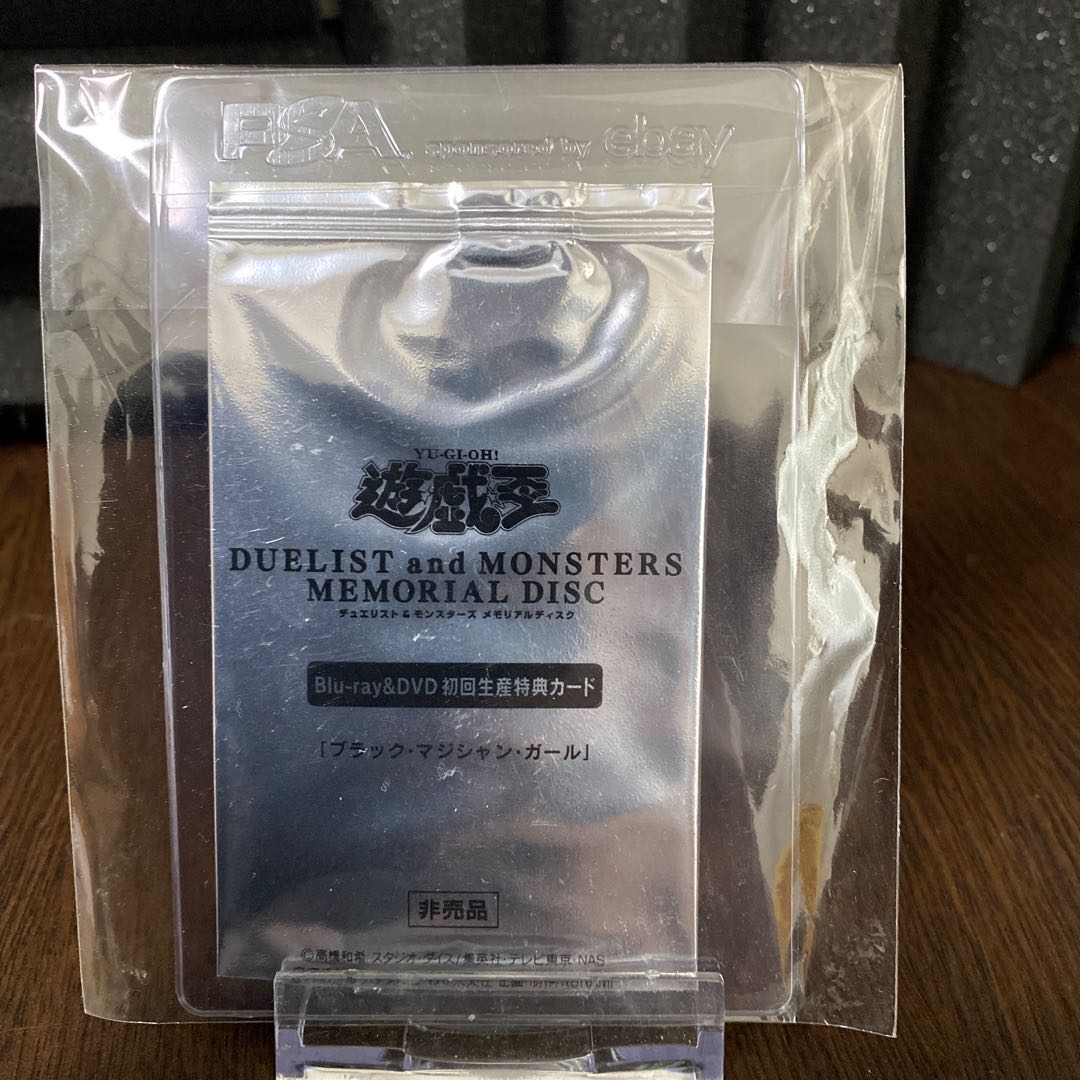 PSA sponsored by ebay
YU-GI-OH!
遊戯王
DUELIST and MONSTERS
MEMORIAL DISC
デュエリスト&モンスターズ メモリアルディスク
Blu-ray&DVD 初回生産特典カード
「ブラック・マジシャン・ガール」
非売品
©高橋和希 スタジオ・ダイス/集英社・テレビ東京・NAS